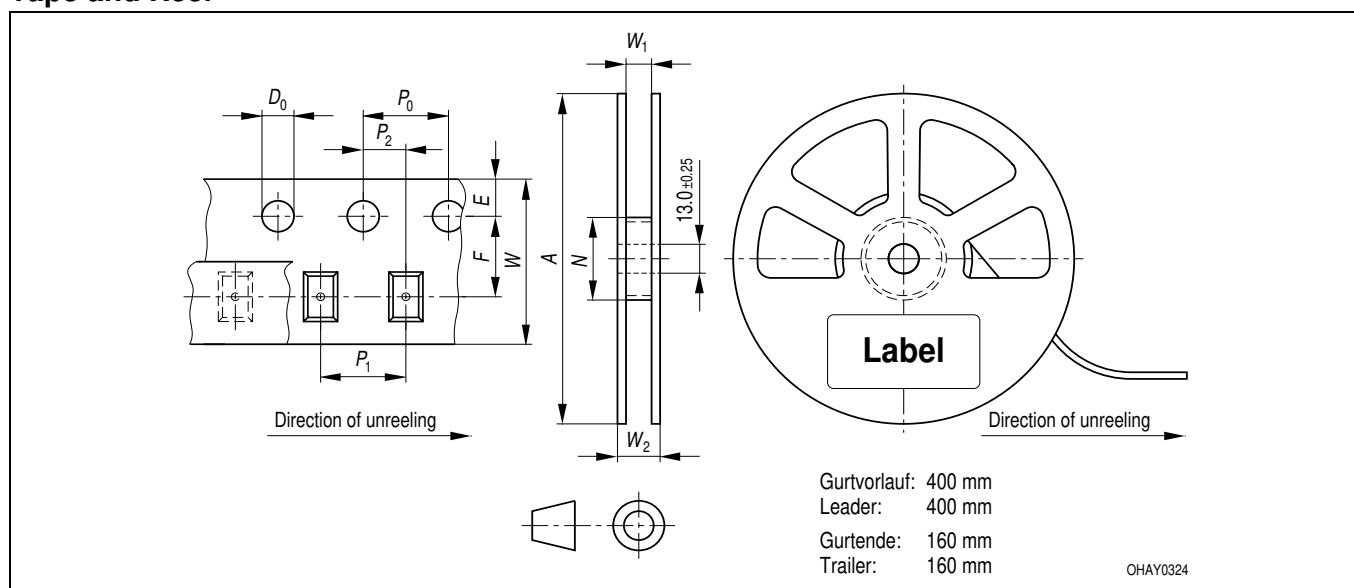 Tape and Reel
W1
D0
P0
P2
E
13.0 ±0.25
F
W
A
N
Label
P1
Direction of unreeling
W2
Direction of unreeling
Gurtvorlauf: 400 mm
Leader: 400 mm
Gurtende: 160 mm
Trailer: 160 mm
OHAY0324